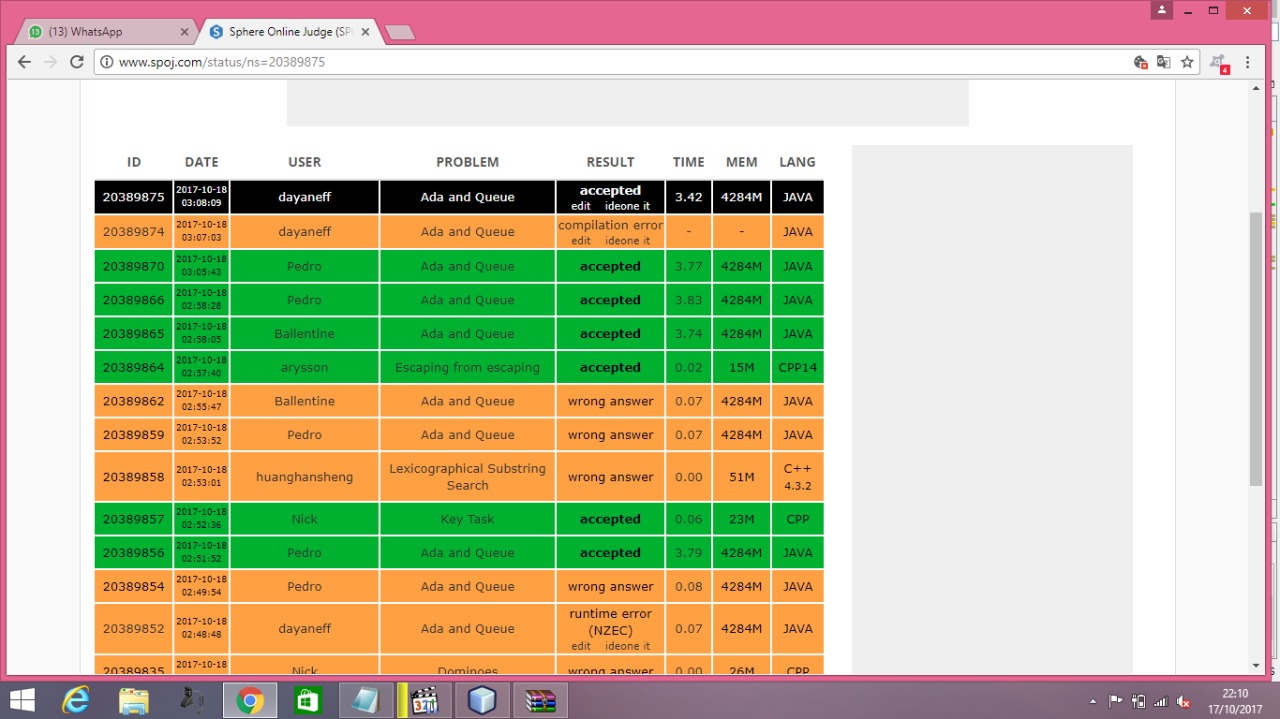 (13) WhatsApp
Sphere Online Judge (SP
www.spoj.com/status/ns=20389875
4
ID DATE USER PROBLEM RESULT TIME MEM LANG
20389875 2017-10-18 03:08:09 dayaneff Ada and Queue accepted edit ideone it 3.42 4284M JAVA
20389874 2017-10-18 03:07:03 dayaneff Ada and Queue compilation error edit ideone it - - JAVA
20389870 2017-10-18 03:05:43 Pedro Ada and Queue accepted 3.77 4284M JAVA
20389866 2017-10-18 02:58:28 Pedro Ada and Queue accepted 3.83 4284M JAVA
20389865 2017-10-18 02:58:05 Ballentine Ada and Queue accepted 3.74 4284M JAVA
20389864 2017-10-18 02:57:40 arysson Escaping from escaping accepted 0.02 15M CPP14
20389862 2017-10-18 02:55:47 Ballentine Ada and Queue wrong answer 0.07 4284M JAVA
20389859 2017-10-18 02:53:52 Pedro Ada and Queue wrong answer 0.07 4284M JAVA
20389858 2017-10-18 02:53:01 huanghansheng Lexicographical Substring Search wrong answer 0.00 51M C++ 4.3.2
20389857 2017-10-18 02:52:36 Nick Key Task accepted 0.06 23M CPP
20389856 2017-10-18 02:51:52 Pedro Ada and Queue accepted 3.79 4284M JAVA
20389854 2017-10-18 02:49:54 Pedro Ada and Queue wrong answer 0.08 4284M JAVA
20389852 2017-10-18 02:48:48 dayaneff Ada and Queue runtime error (NZEC) edit ideone it 0.07 4284M JAVA
20389835 2017-10-18 Nick Dominoes wrong answer 0.00 26M CPP
22:10
17/10/2017